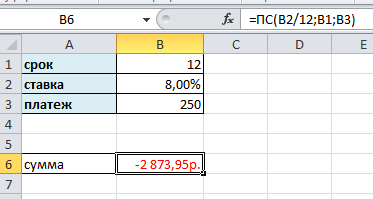 B6 fx =ПС(B2/12;B1;B3)
A B C D E
1 срок 12
2 ставка 8,00%
3 платеж 250
4
5
6 сумма -2 873,95р.
7